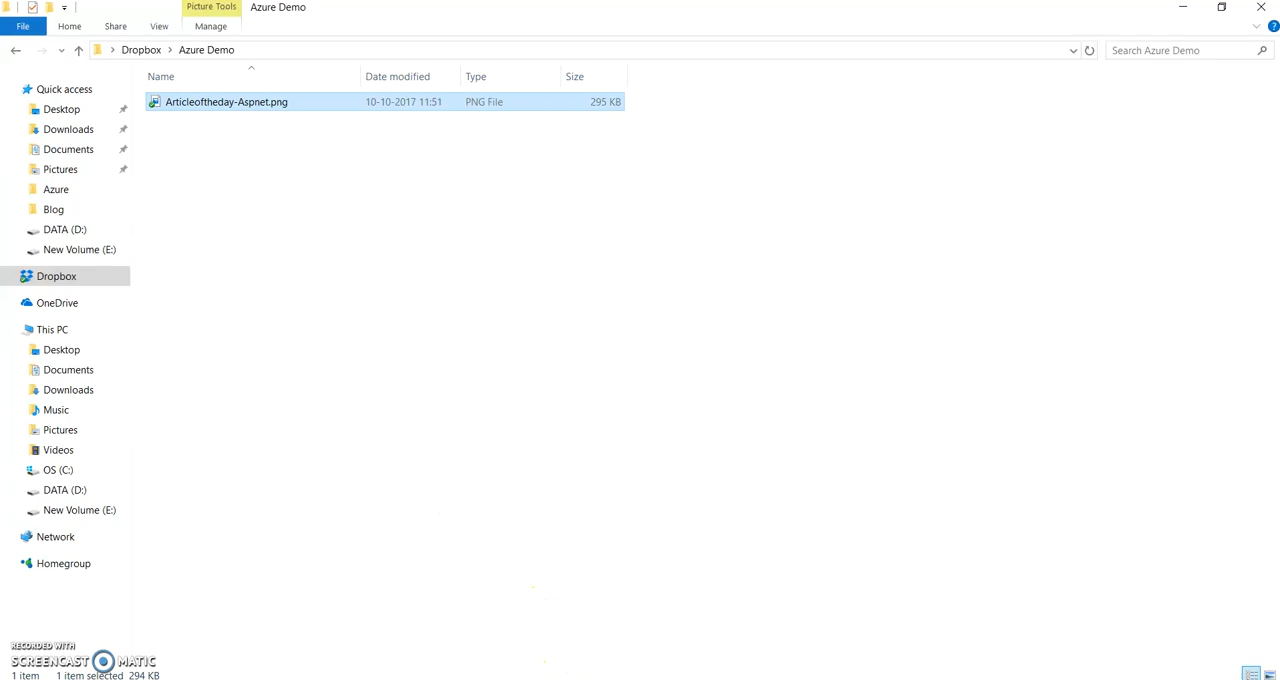 Picture Tools
Azure Demo
File
Home
Share
View
Manage
Dropbox
Azure Demo
Search Azure Demo
Name
Date modified
Type
Size
Articleoftheday-Aspnet.png
10-10-2017 11:51
PNG File
295 KB
Quick access
Desktop
Downloads
Documents
Pictures
Azure
Blog
DATA (D:)
New Volume (E:)
Dropbox
OneDrive
This PC
Desktop
Documents
Downloads
Music
Pictures
Videos
OS (C:)
DATA (D:)
New Volume (E:)
Network
Homegroup
RECORDED WITH
SCREENCAST MATIC
1 item
1 item selected 294 KB